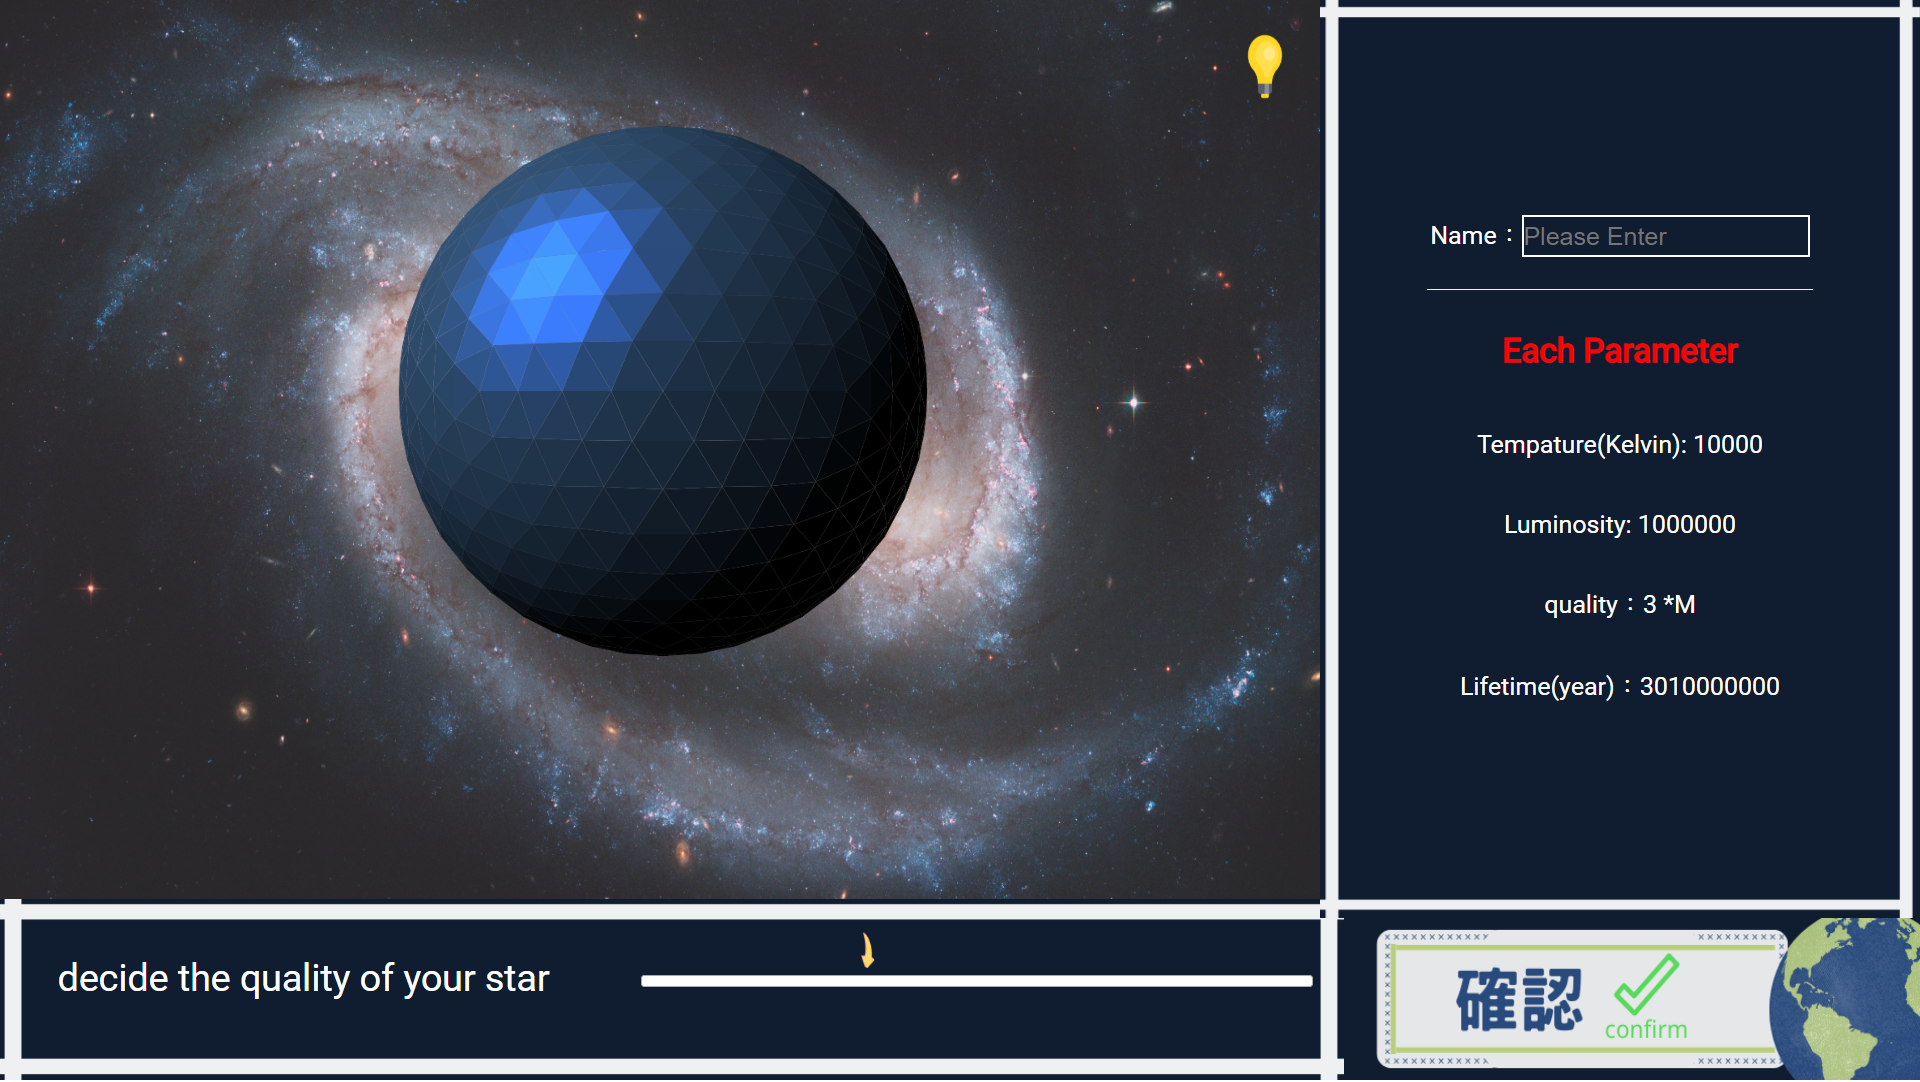 Name：Please Enter
Each Parameter
Tempature(Kelvin): 10000
Luminosity: 1000000
quality：3 *M
Lifetime(year)：3010000000
decide the quality of your star
確認
confirm